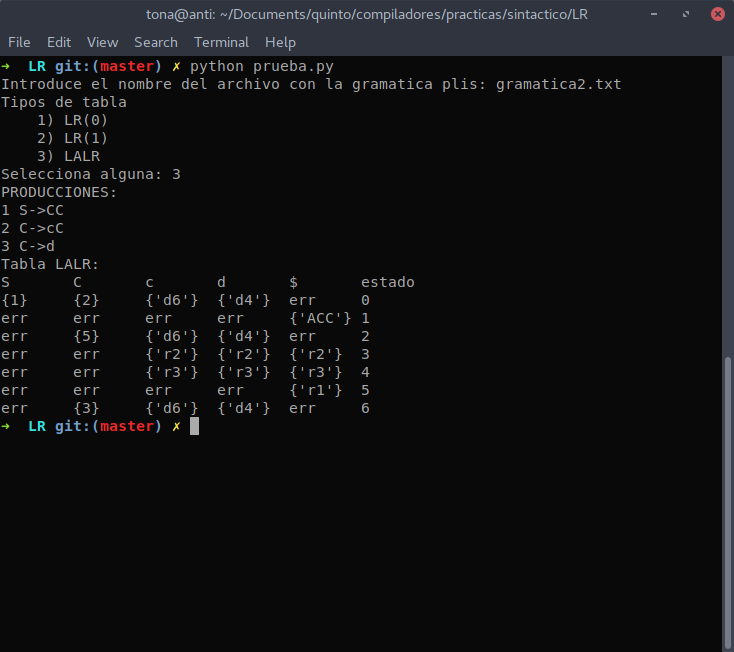 tona@anti: ~/Documents/quinto/compiladores/practicas/sintactico/LR
File Edit View Search Terminal Help
➜  LR git:(master) ✗ python prueba.py
Introduce el nombre del archivo con la gramatica plis: gramatica2.txt
Tipos de tabla
    1) LR(0)
    2) LR(1)
    3) LALR
Selecciona alguna: 3
PRODUCCIONES:
1 S->CC
2 C->cC
3 C->d
Tabla LALR:
S       C       c       d       $       estado
{1}     {2}     {'d6'}  {'d4'}  err     0
err     err     err     err     {'ACC'} 1
err     {5}     {'d6'}  {'d4'}  err     2
err     err     {'r2'}  {'r2'}  {'r2'}  3
err     err     {'r3'}  {'r3'}  {'r3'}  4
err     err     err     err     {'r1'}  5
err     {3}     {'d6'}  {'d4'}  err     6
➜  LR git:(master) ✗